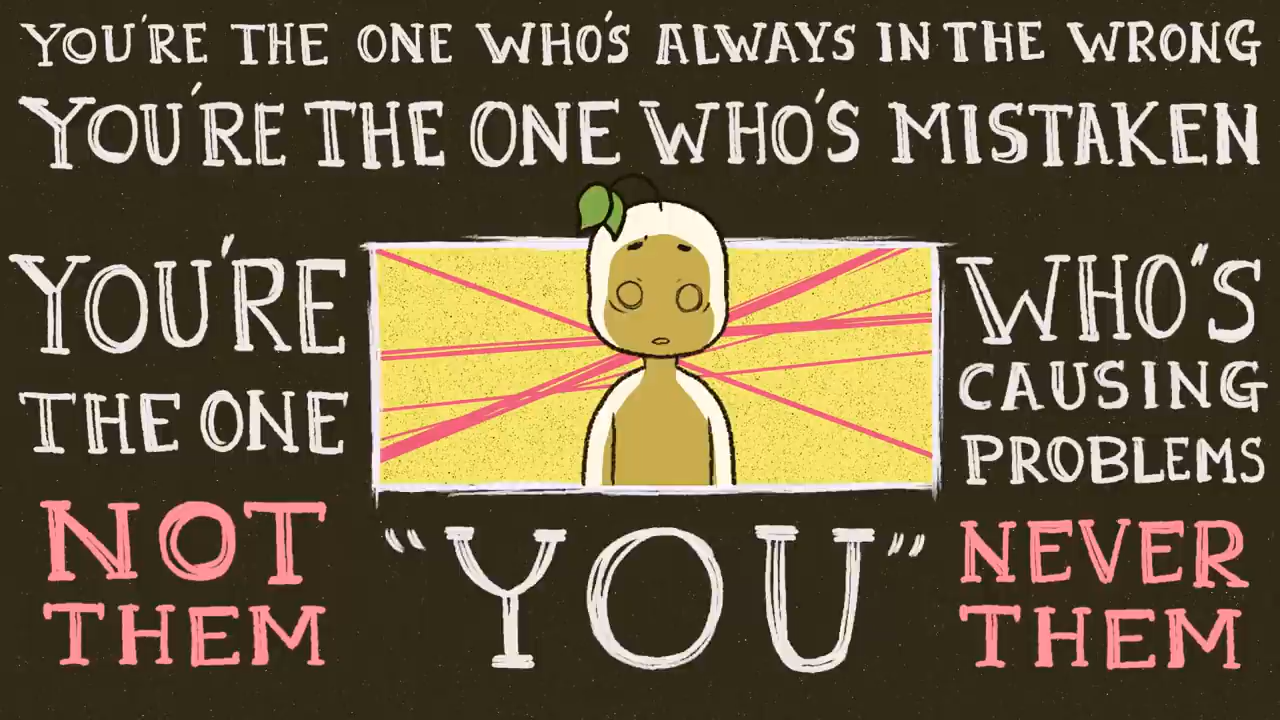 YOU'RE THE ONE WHO'S ALWAYS IN THE WRONG
YOU'RE THE ONE WHO'S MISTAKEN
YOU'RE
THE ONE
WHO"S
CAUSING
PROBLEMS
NOT
THEM
"YOU"
NEVER
THEM